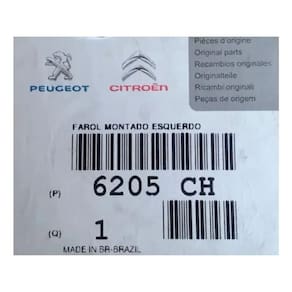 Pièces d'origine
Original parts
Recambios originales
Originalteile
Ricambi originali
Peças de origem
PEUGEOT
CITROËN
FAROL MONTADO ESQUERDO
(P) 6205 CH
(Q) 1
MADE IN BR-BRAZIL